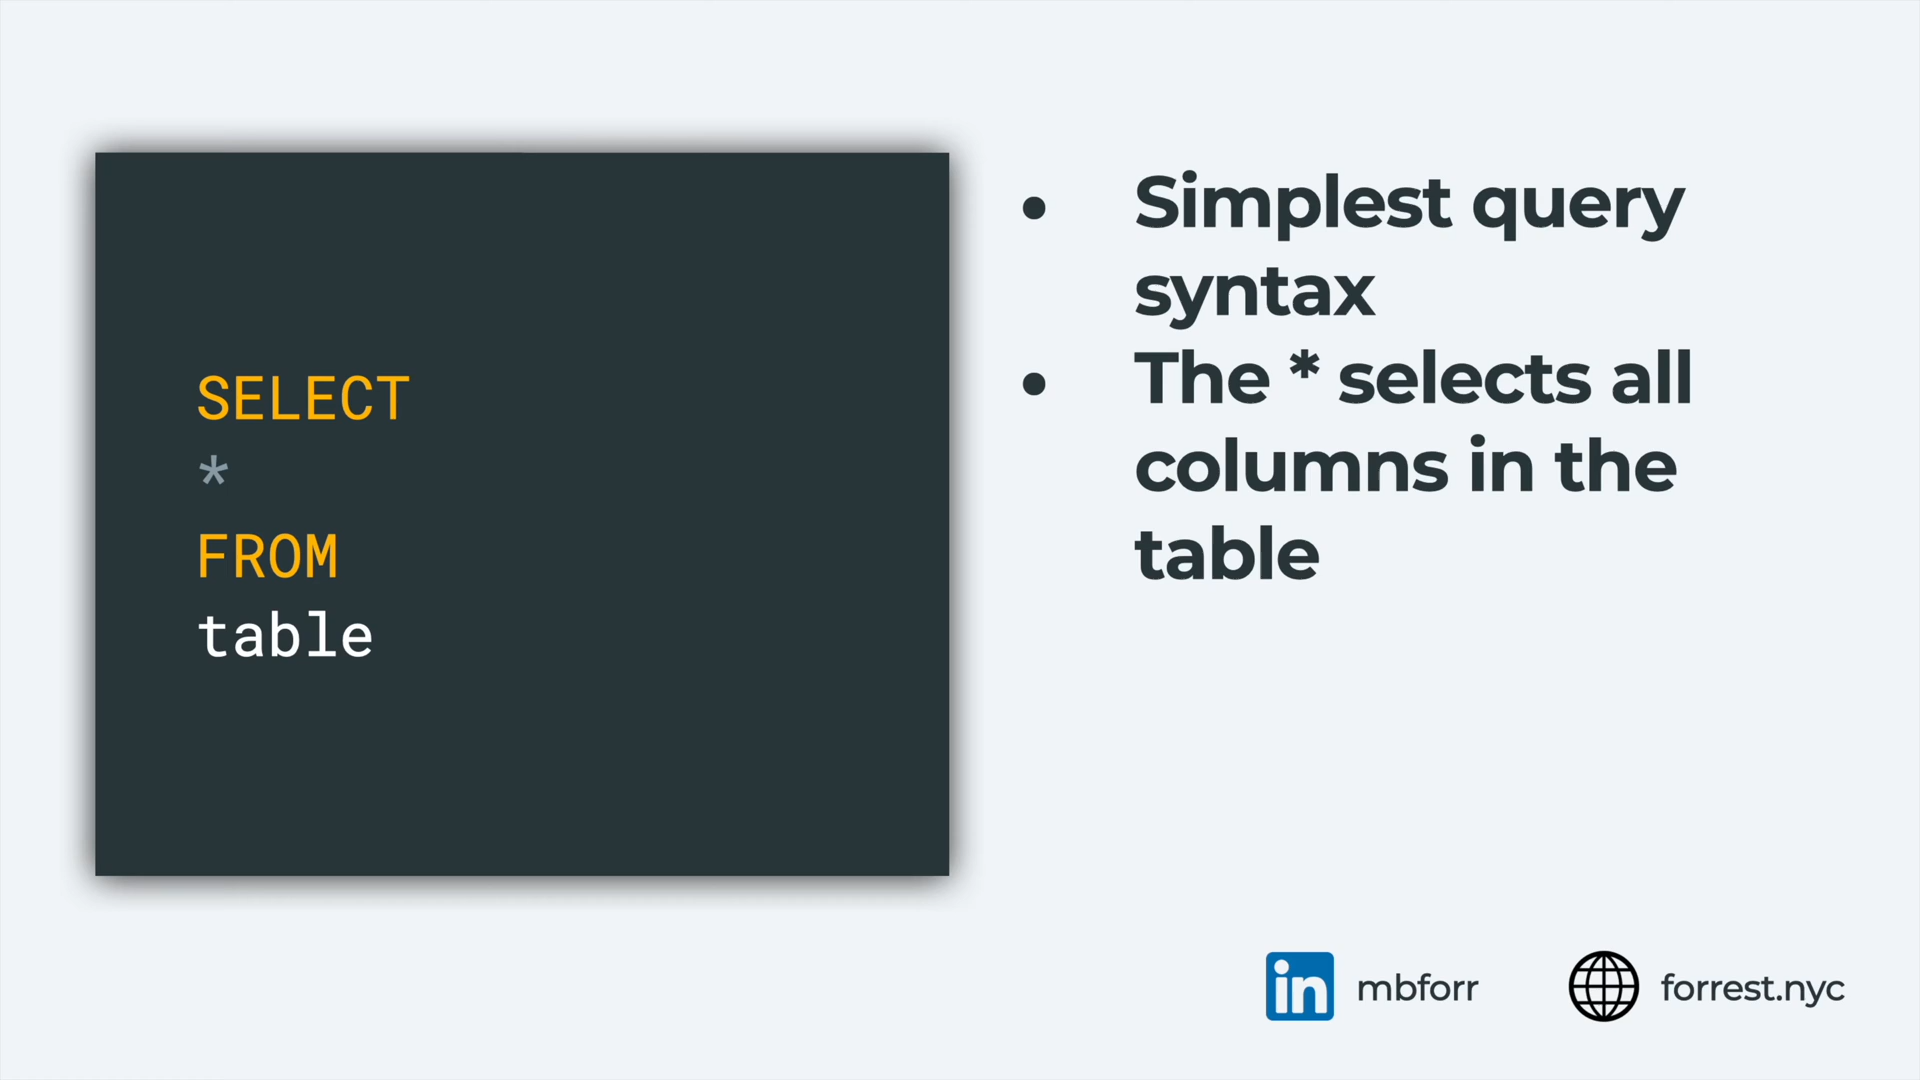 SELECT
*
FROM
table
• Simplest query
syntax
• The * selects all
columns in the
table
in mbforr
forrest.nyc